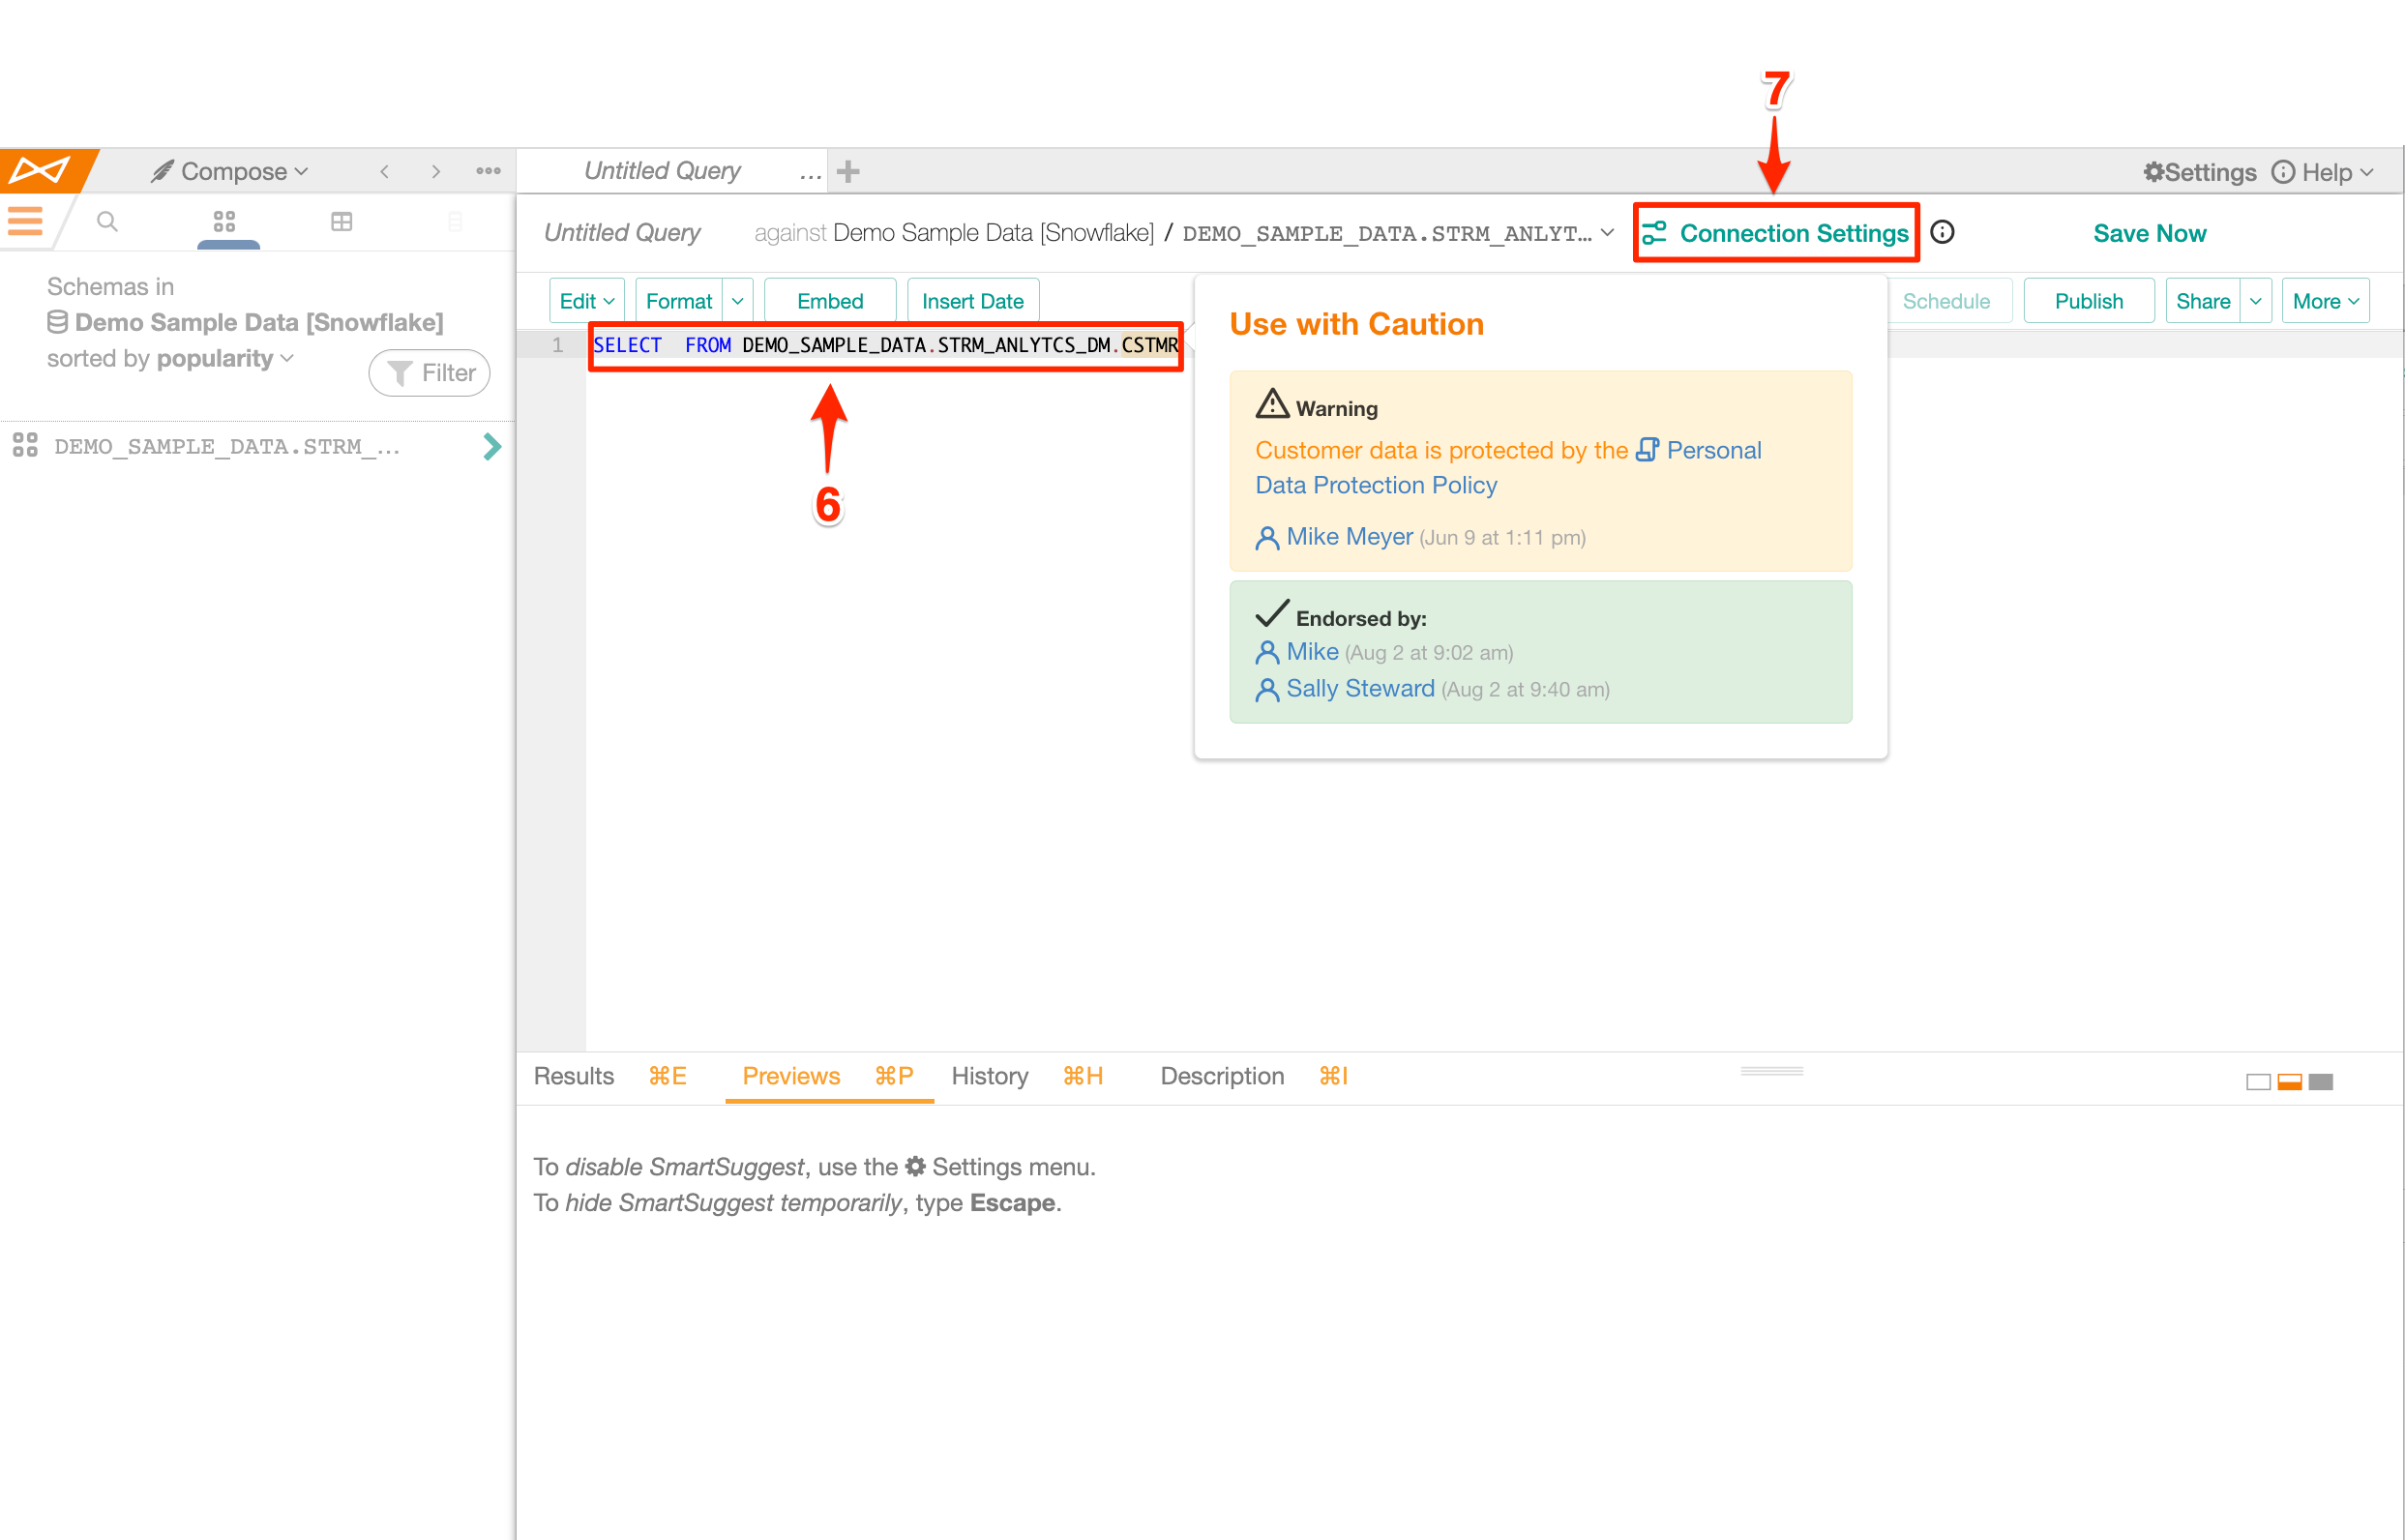 7
Compose
•••
Untitled Query
...
Settings
Help
Untitled Query
against Demo Sample Data [Snowflake] / DEMO_SAMPLE_DATA.STRM_ANLYT...
Connection Settings
Save Now
Schemas in
Demo Sample Data [Snowflake]
sorted by popularity
Filter
DEMO_SAMPLE_DATA.STRM_...
Edit
Format
Embed
Insert Date
Schedule
Publish
Share
More
1
SELECT  FROM DEMO_SAMPLE_DATA.STRM_ANLYTCS_DM.CSTMR
6
Use with Caution
Warning
Customer data is protected by the Personal
Data Protection Policy
Mike Meyer (Jun 9 at 1:11 pm)
Endorsed by:
Mike (Aug 2 at 9:02 am)
Sally Steward (Aug 2 at 9:40 am)
Results ⌘E
Previews ⌘P
History ⌘H
Description ⌘I
To disable SmartSuggest, use the Settings menu.
To hide SmartSuggest temporarily, type Escape.